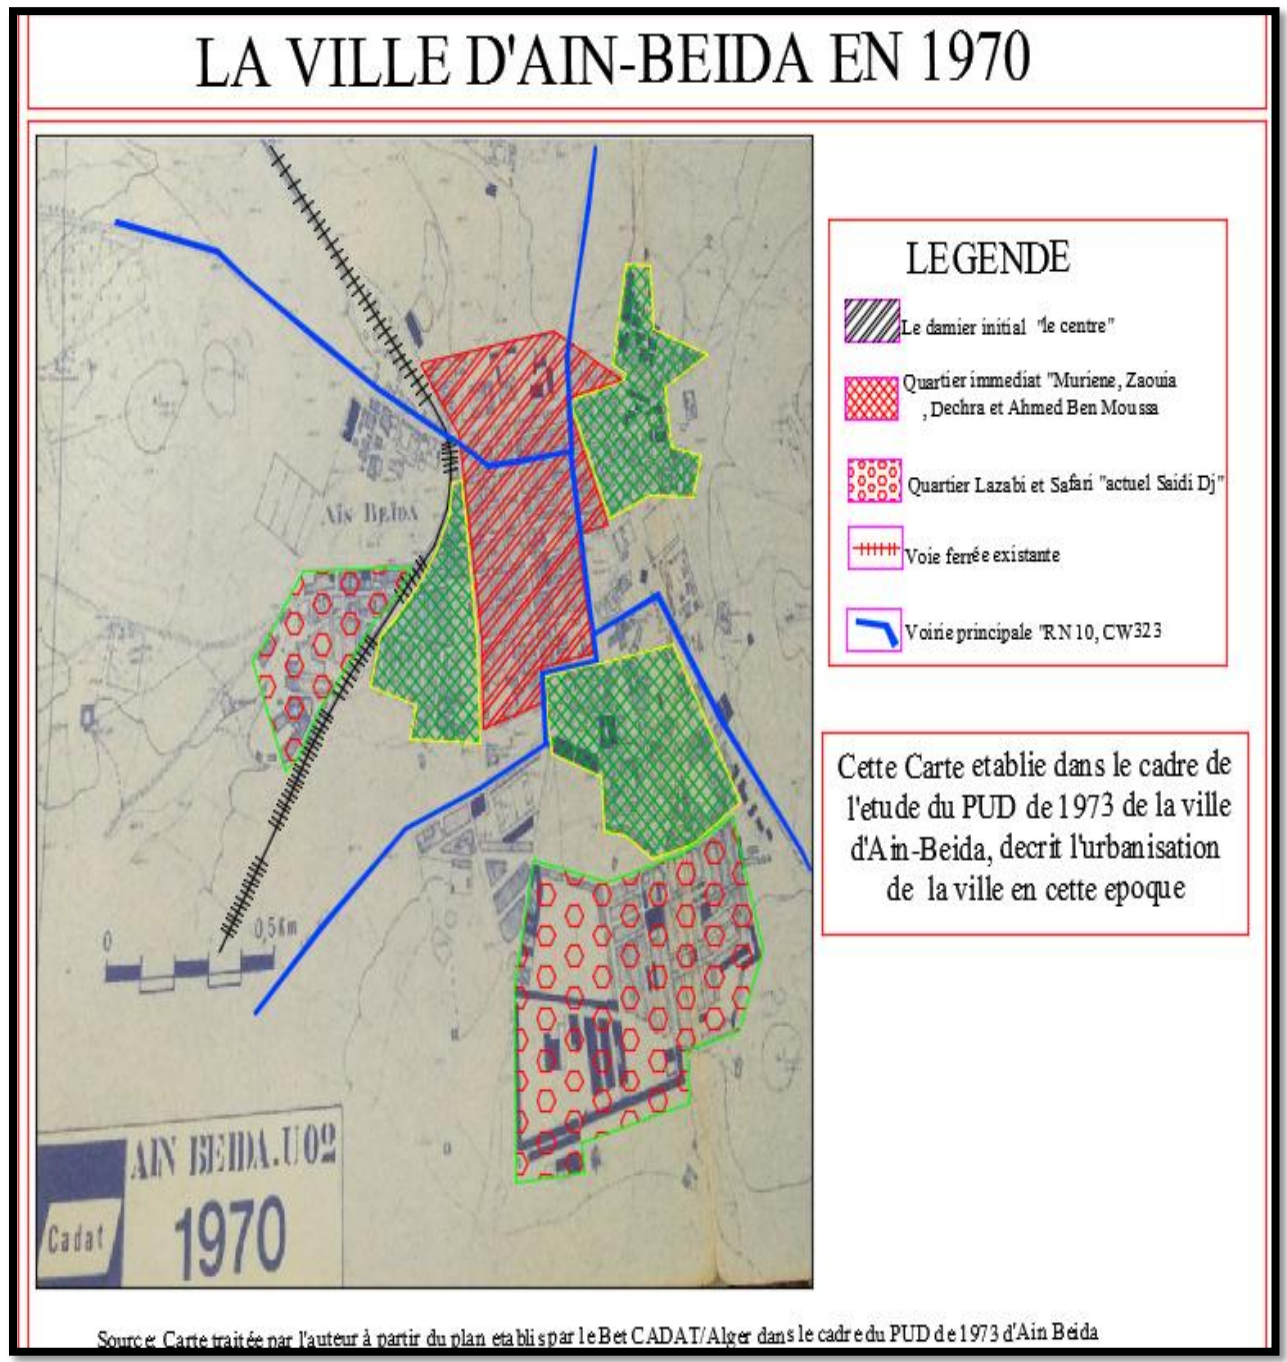 LA VILLE D'AIN-BEIDA EN 1970
LEGENDE
Le damier initial "le centre"
Quartier immediat "Muriene, Zaouia
, Dechra et Ahmed Ben Moussa
Quartier Lazabi et Safari "actuel Saidi Dj"
Voie ferrée existante
Voirie principale "RN 10, CW323
Cette Carte etablie dans le cadre de
l'etude du PUD de 1973 de la ville
d'Ain-Beida, decrit l'urbanisation
de la ville en cette epoque
AÏN BEÏDA
0
0,5Km
AIN BEIDA.U02
1970
Cadat
Source: Carte traitée par l'auteur à partir du plan etablis par le Bet CADAT/Alger dans le cadre du PUD de 1973 d'Ain Beida